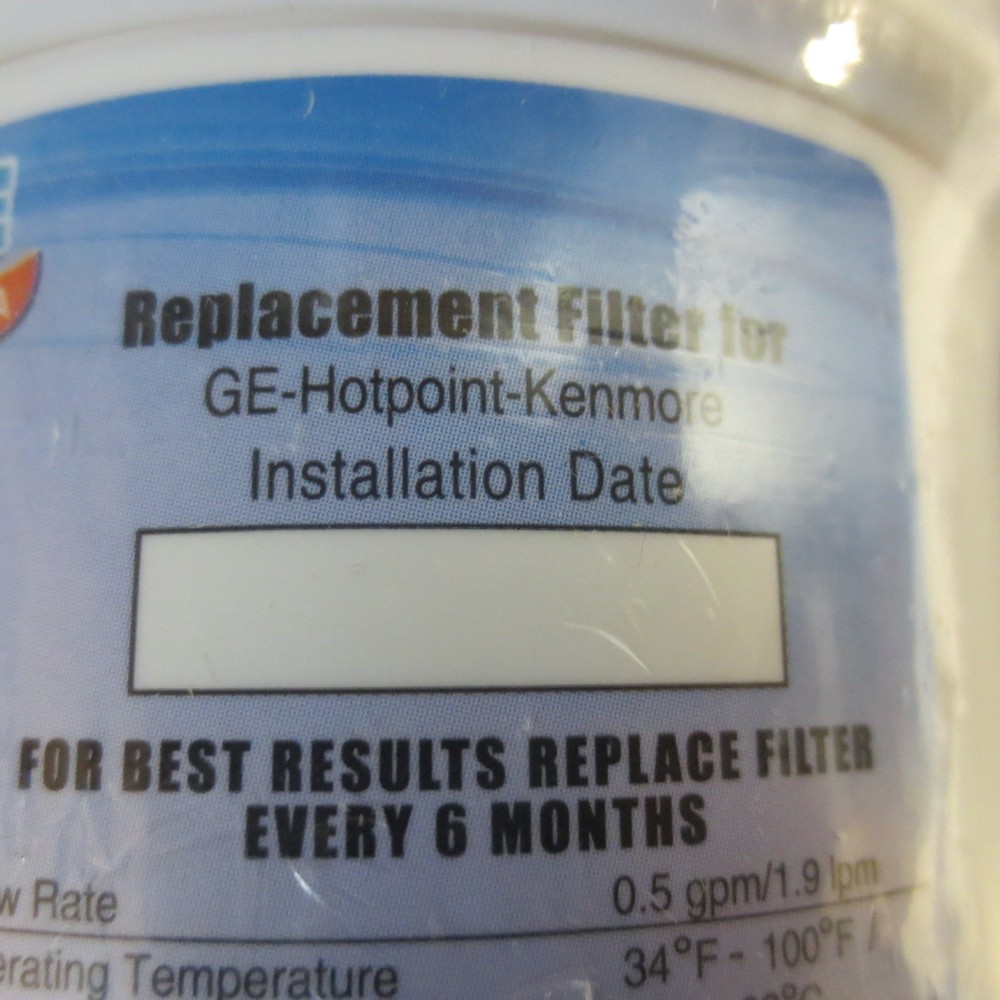 Replacement Filter for
GE-Hotpoint-Kenmore
Installation Date
FOR BEST RESULTS REPLACE FILTER
EVERY 6 MONTHS
Rate 0.5 gpm/1.9 lpm
Temperature 34°F - 100°F /